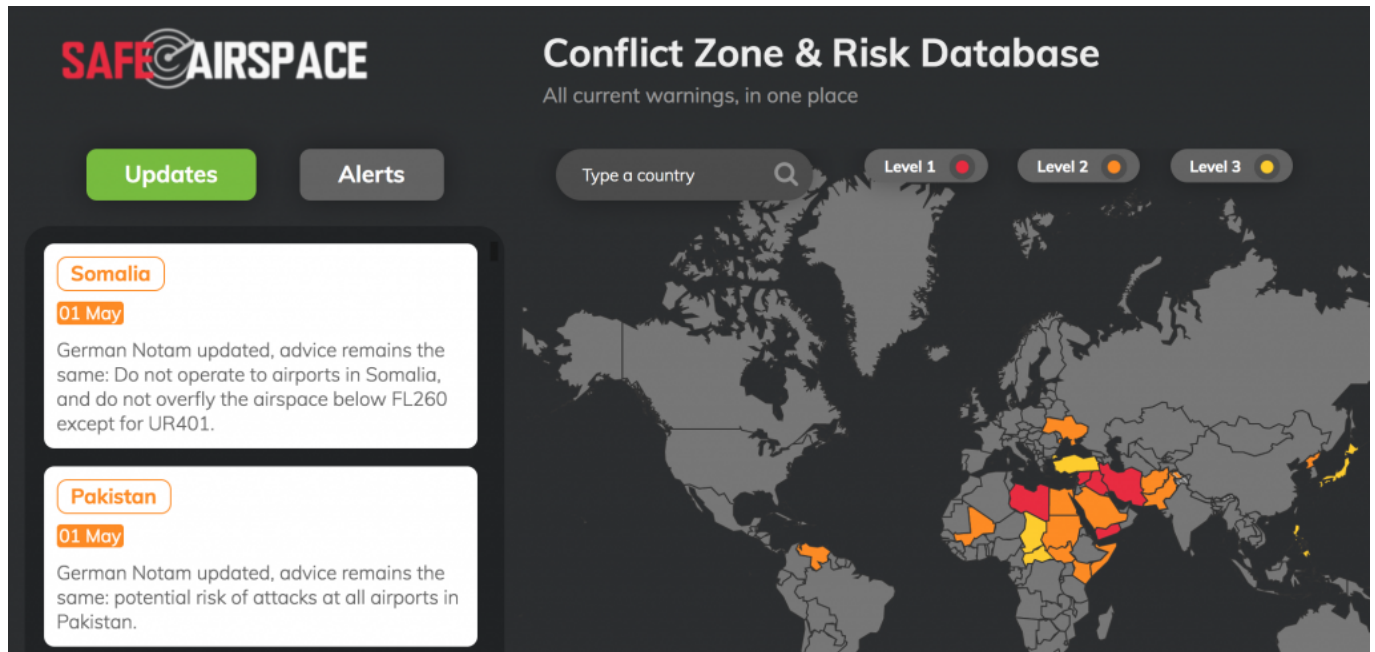 SAFE AIRSPACE
Conflict Zone & Risk Database
All current warnings, in one place
Updates
Alerts
Type a country
Level 1
Level 2
Level 3
Somalia
01 May
German Notam updated, advice remains the
same: Do not operate to airports in Somalia,
and do not overfly the airspace below FL260
except for UR401.
Pakistan
01 May
German Notam updated, advice remains the
same: potential risk of attacks at all airports in
Pakistan.